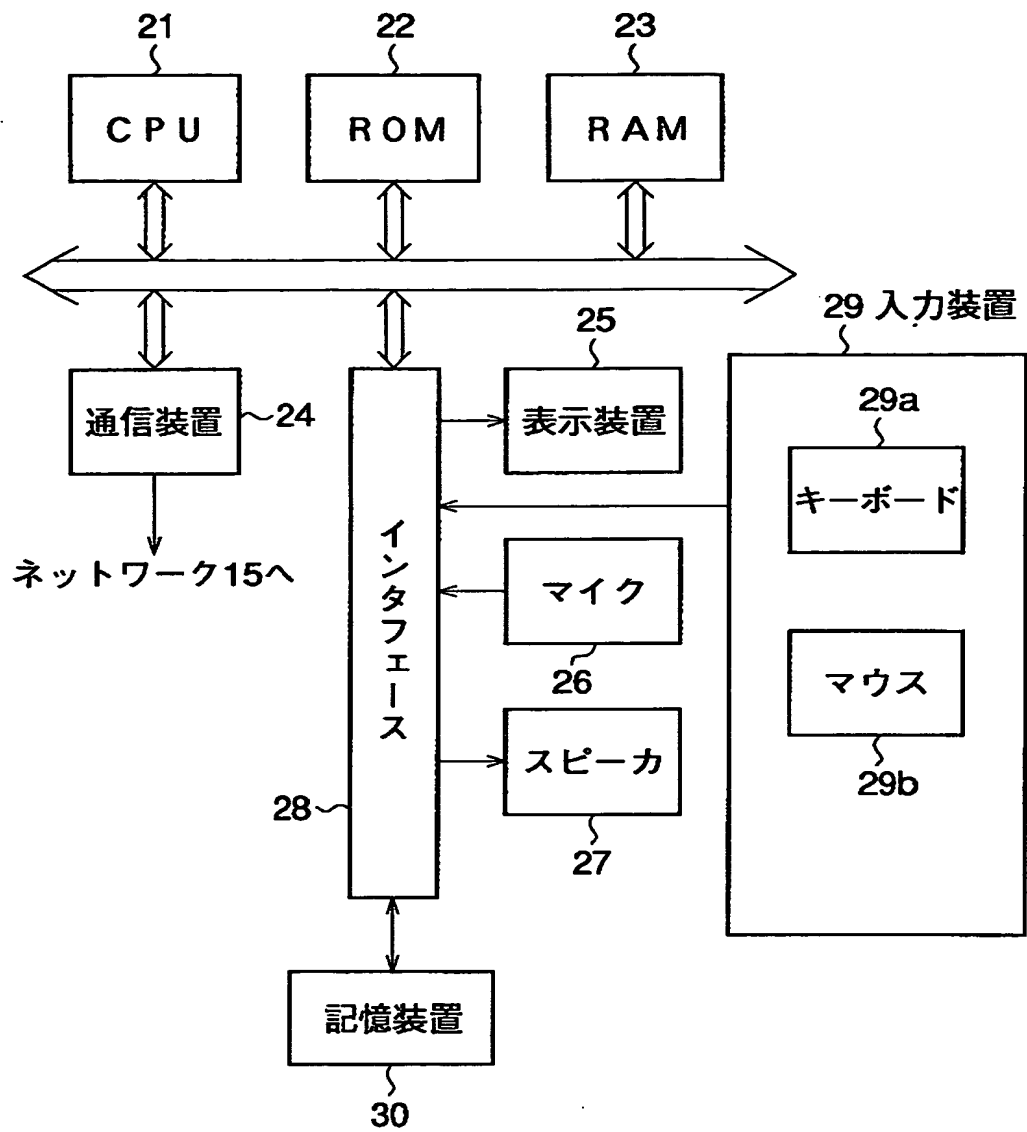 21
22
23
CPU
ROM
RAM
29 入力装置
25
29a
通信装置
24
表示装置
キーボード
インタフェース
ネットワーク15へ
マイク
26
マウス
29b
スピーカ
28
27
記憶装置
30